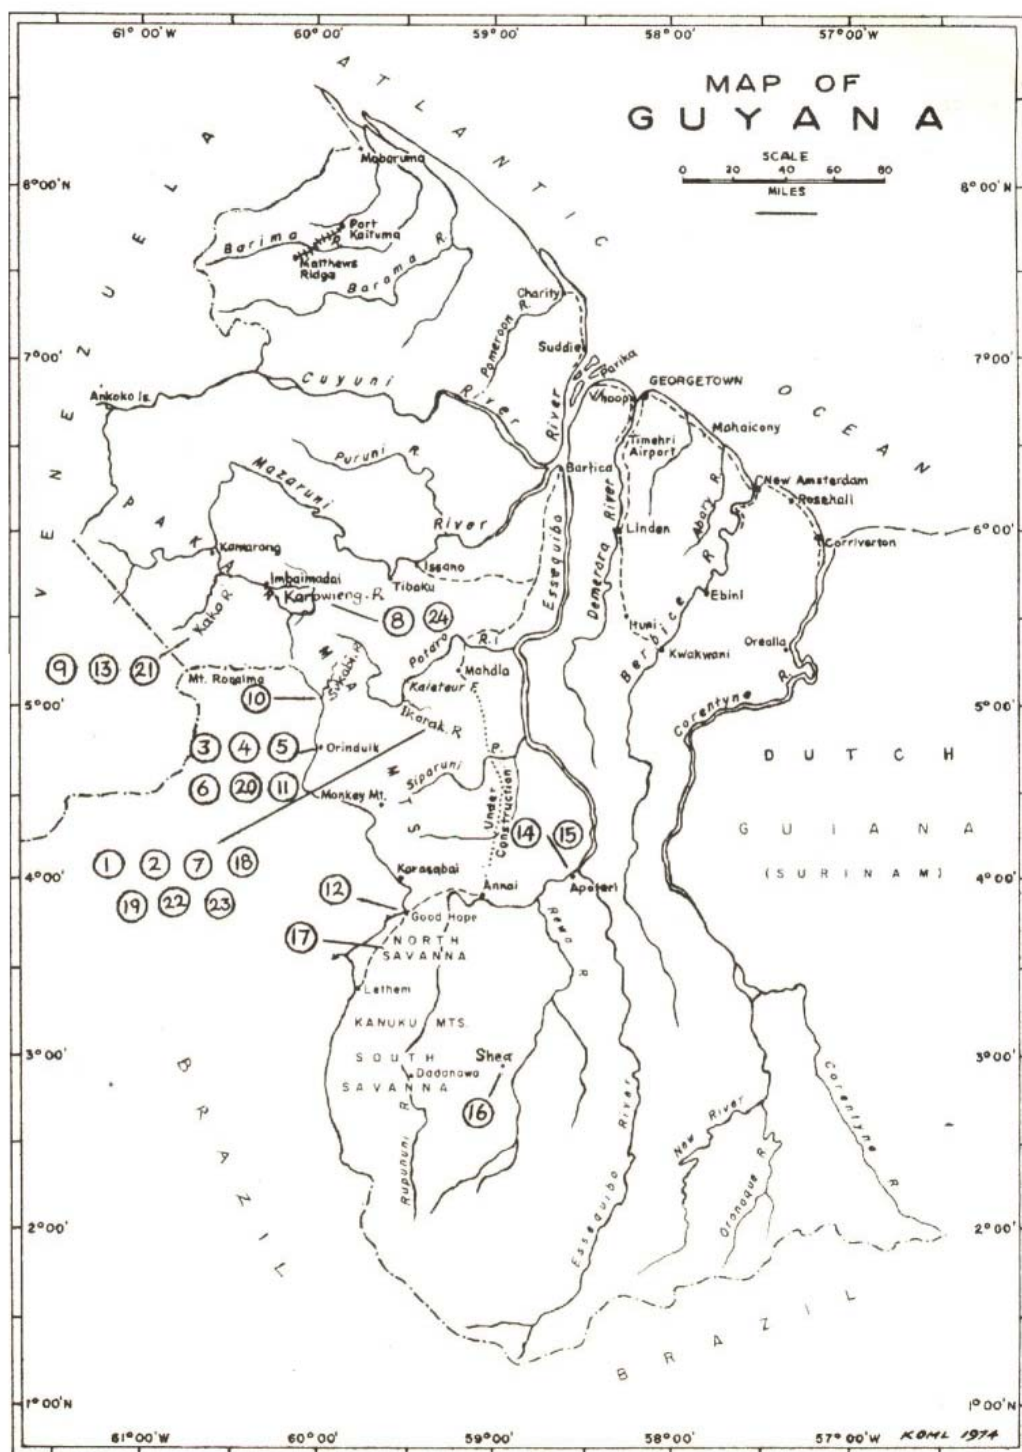 61°00'W 60°00' 59°00' 58°00' 57°00'W
MAP OF
GUYANA
SCALE
0 20 40 60
MILES
ATLANTIC
OCEAN
VENEZUELA
8°00'N
8°00'N
Mabaruma
Port
Kaituma
Barima R.
Matthews
Ridge
Barama R.
Charity
Pomeroon R.
7°00'
7°00'
Suddie
Parika
GEORGETOWN
Cuyuni River
Ankoko Is.
Vhoop
Mahaicony
Timehri
Airport
River
Puruni R.
Bartica
New Amsterdam
Rosehall
Mazaruni River
Abary R.
PAK
Linden
6°00'
6°00'
Corriverton
Kamarang
Issano
Essequibo
Demerara River
Imbaimadai
Tibaku
Karowieng. R
Ebini
Kako R
8 24
Huni
Berbice R
Orealla
Potaro R.
Kwakwani
9 13 21
Mahdia
Mt. Roraima
Sukabi. R
Kaieteur F.
10
5°00'
5°00'
Ikarak. R
Corentyne R.
3 4 5
Orinduik
DUTCH
Siparuni
6 20 11
Monkey Mt.
Under
Construction
14 15
GUIANA
1 2 7 18
(SURINAM)
4°00'
4°00'
Karasabai
Annai
Apoteri
19 22 23
12
Good Hope
Rewa R
17
NORTH
SAVANNA
Lethem
KANUKU MTS.
3°00'
3°00'
SOUTH
Shea
Dadanawa
SAVANNA
16
BRAZIL
Rupununi R.
River
New River
Corentyne R
Oronoque R
Essequibo
2°00'
2°00'
BRAZIL
1°00'N
1°00'N
61°00'W 60°00' 59°00' 58°00' 57°00'W
KOML 1974